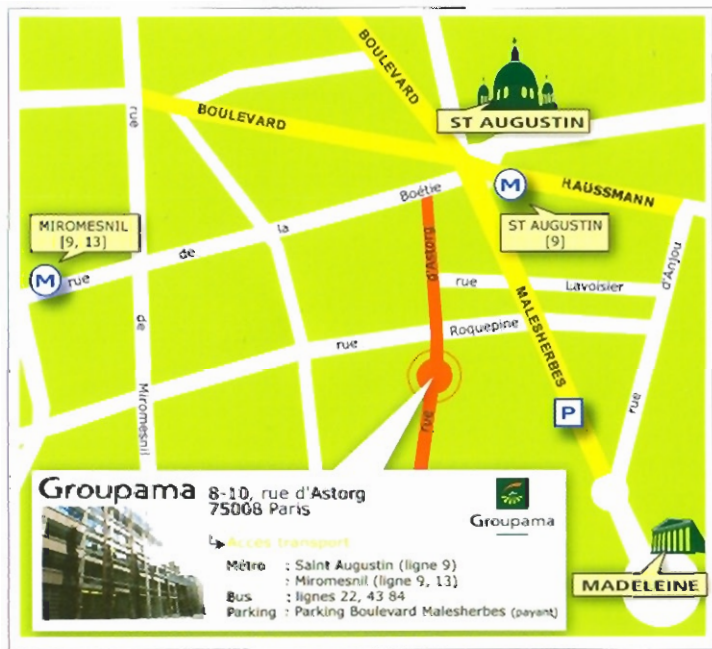 BOULEVARD
ST AUGUSTIN
rue
BOULEVARD
HAUSSMANN
Boétie
MIROMESNIL
[9, 13]
la
ST AUGUSTIN
[9]
M
M
de
rue
d'Astorg
d'Anjou
rue
Lavoisier
de
MALESHERBES
Roquepine
rue
Miromesnil
rue
P
rue
Groupama
8-10, rue d'Astorg
75008 Paris
Groupama
Accès transport
Métro : Saint Augustin (ligne 9)
: Miromesnil (ligne 9, 13)
Bus : lignes 22, 43 84
Parking : Parking Boulevard Malesherbes (payant)
MADELEINE